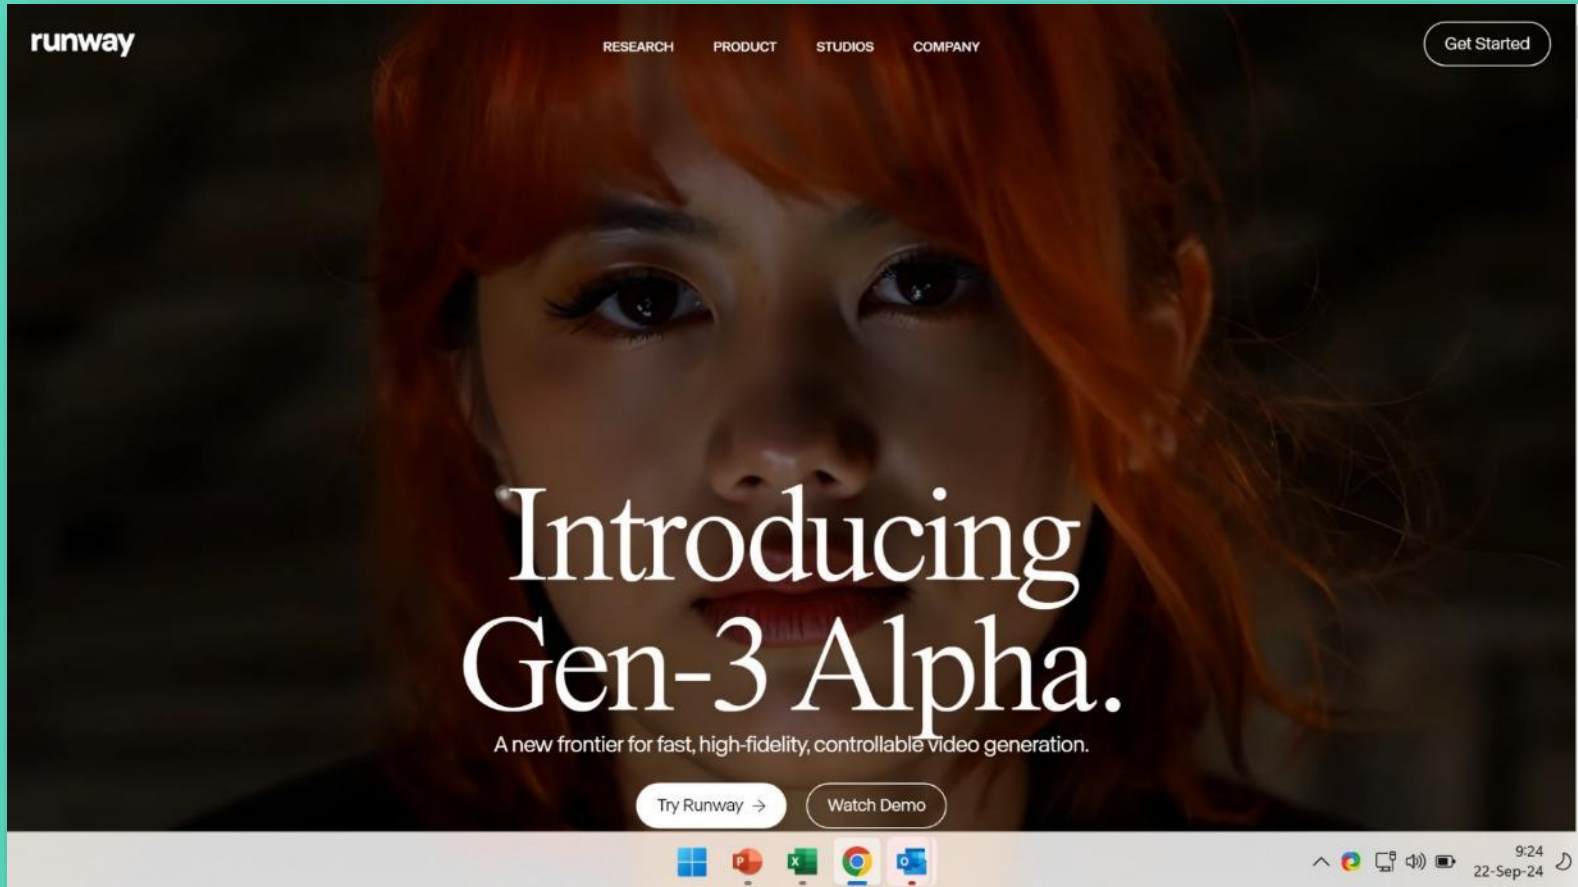 runway
RESEARCH PRODUCT STUDIOS COMPANY
Get Started
Introducing
Gen-3 Alpha.
A new frontier for fast, high-fidelity, controllable video generation.
Try Runway →
Watch Demo
P
X
O
9:24
22-Sep-24